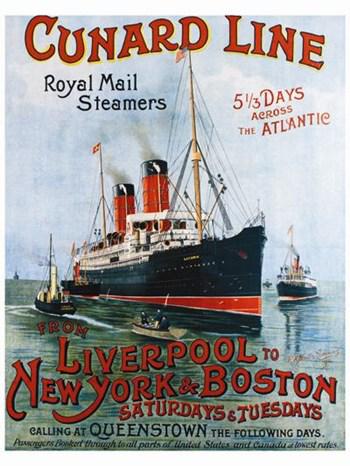 CUNARD LINE
Royal Mail
Steamers
5 1/3 DAYS
ACROSS
THE ATLANTIC
FROM
LIVERPOOL TO
NEW YORK & BOSTON
SATURDAYS & TUESDAYS
CALLING AT QUEENSTOWN THE FOLLOWING DAYS.
Passengers Booked through to all parts of United States and Canada at lowest rates.